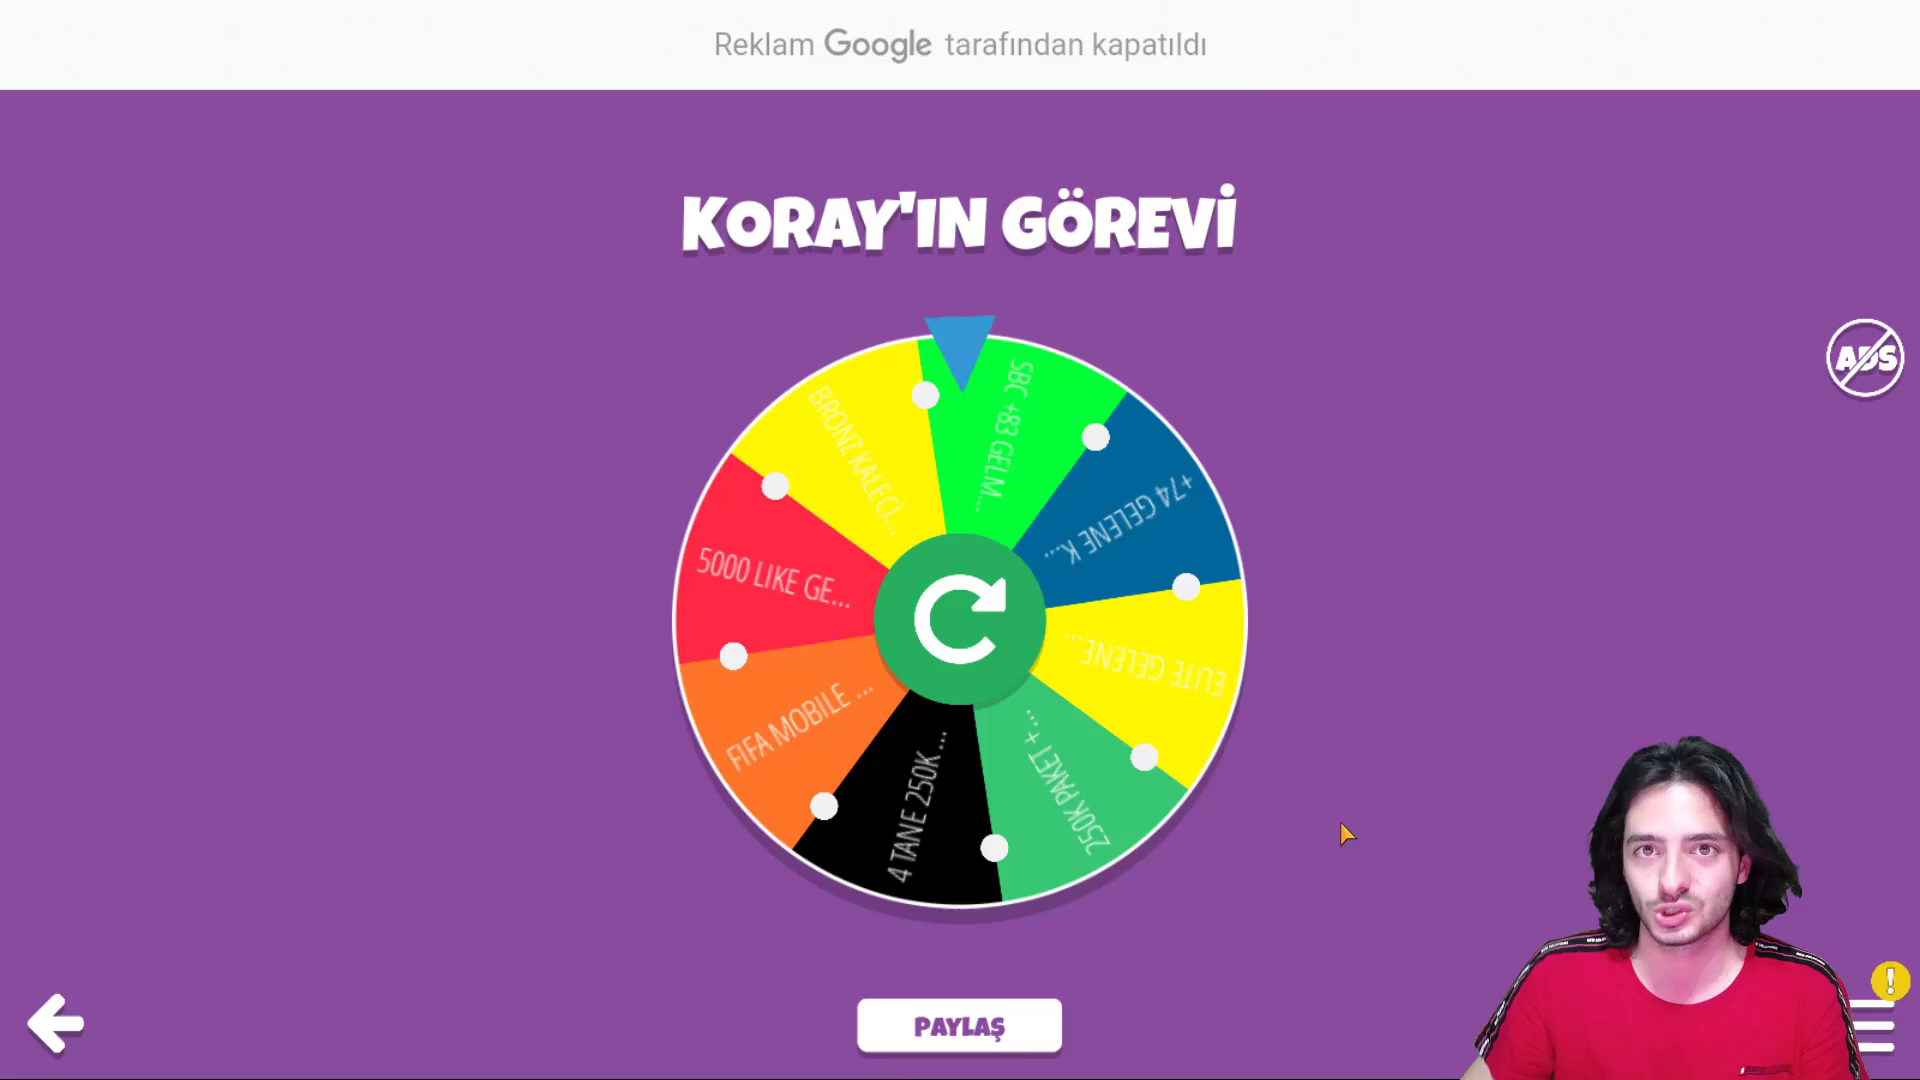 Reklam Google tarafından kapatıldı
KORAY'IN GÖREVİ
ADS
SBC +83 GELM...
+74 GELENE K...
ELITE GELENE...
250K PAKET +...
4 TANE 250K ...
FIFA MOBILE ...
5000 LIKE GE...
BRONZ KALECİ...
PAYLAŞ
!